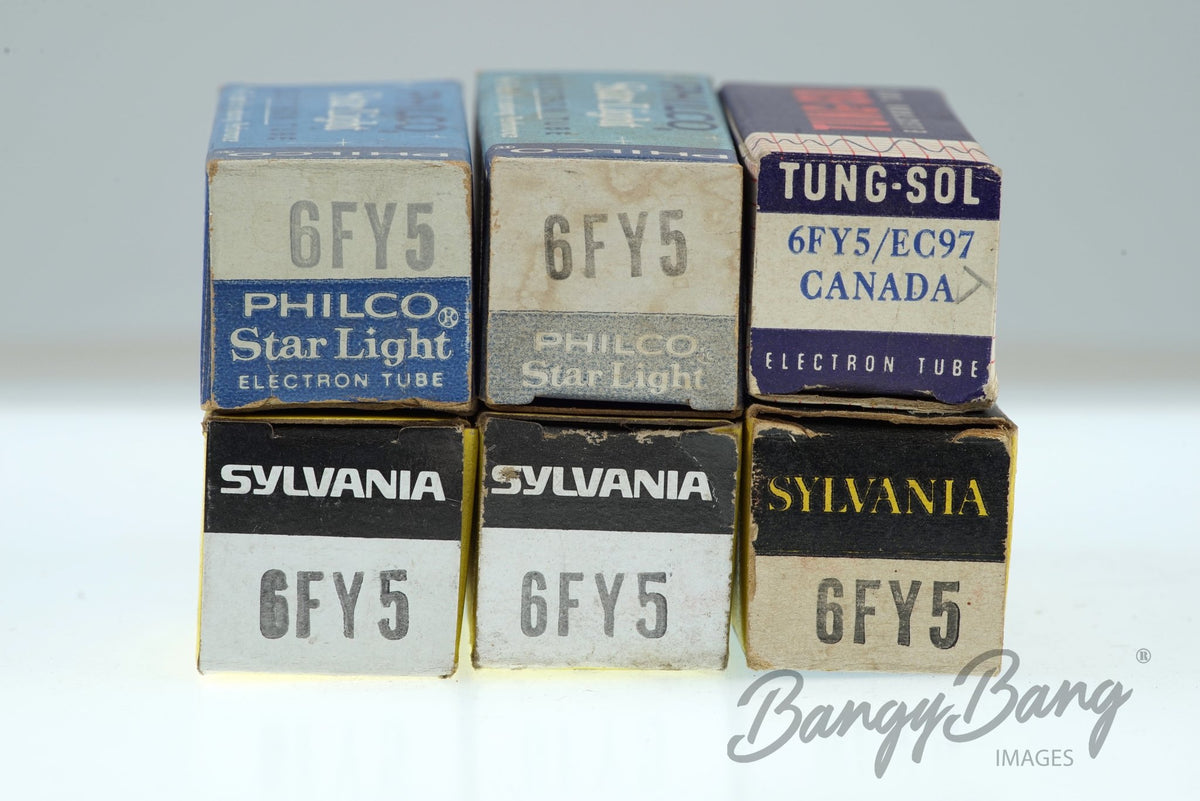 6FY5
PHILCO®
Star Light
ELECTRON TUBE
6FY5
PHILCO
Star Light
TUNG-SOL
6FY5/EC97
CANADA
ELECTRON TUBE
SYLVANIA
6FY5
SYLVANIA
6FY5
SYLVANIA
6FY5
BangyBang®
IMAGES